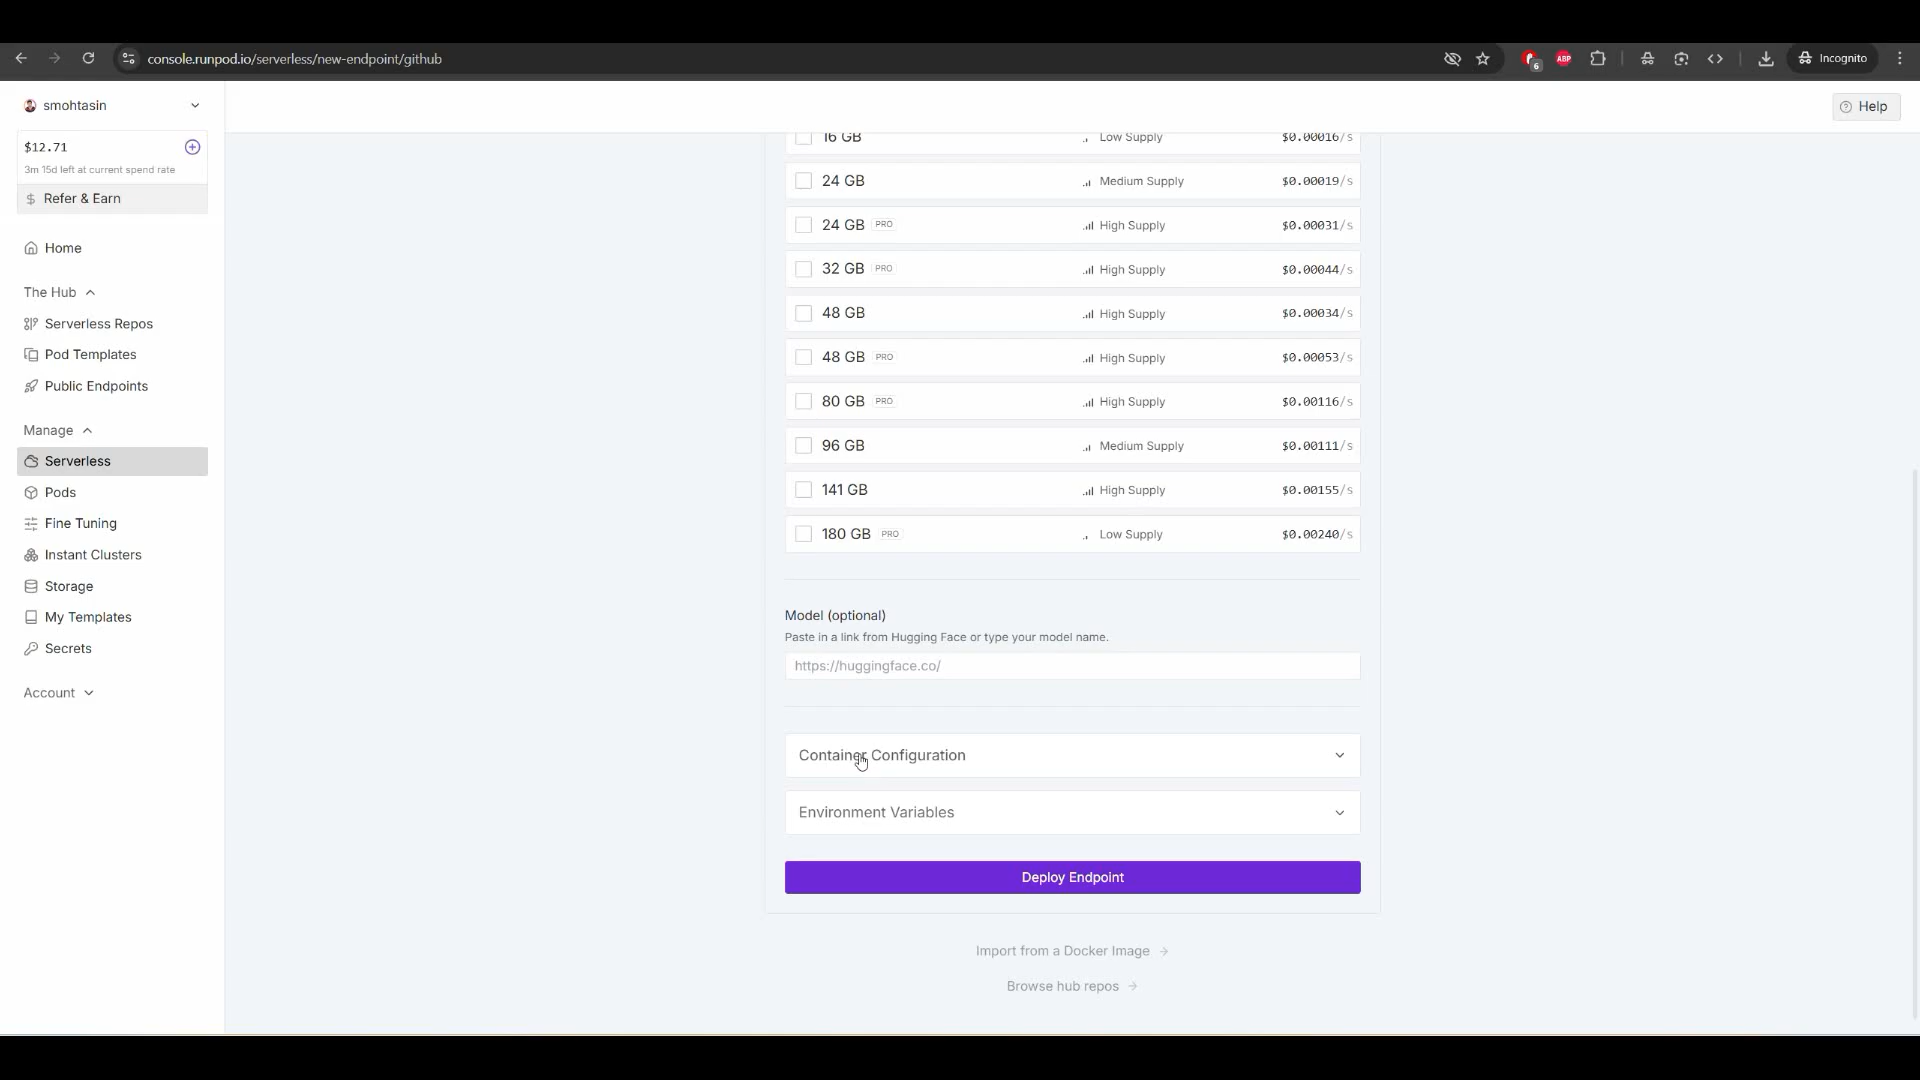 console.runpod.io/serverless/new-endpoint/github
6
ABP
Incognito
smohtasin
Help
$12.71
3m 15d left at current spend rate
Refer & Earn
Home
The Hub
Serverless Repos
Pod Templates
Public Endpoints
Manage
Serverless
Pods
Fine Tuning
Instant Clusters
Storage
My Templates
Secrets
Account
16 GB Low Supply $0.00016/s
24 GB Medium Supply $0.00019/s
24 GB PRO High Supply $0.00031/s
32 GB PRO High Supply $0.00044/s
48 GB High Supply $0.00034/s
48 GB PRO High Supply $0.00053/s
80 GB PRO High Supply $0.00116/s
96 GB Medium Supply $0.00111/s
141 GB High Supply $0.00155/s
180 GB PRO Low Supply $0.00240/s
Model (optional)
Paste in a link from Hugging Face or type your model name.
https://huggingface.co/
Container Configuration
Environment Variables
Deploy Endpoint
Import from a Docker Image →
Browse hub repos →